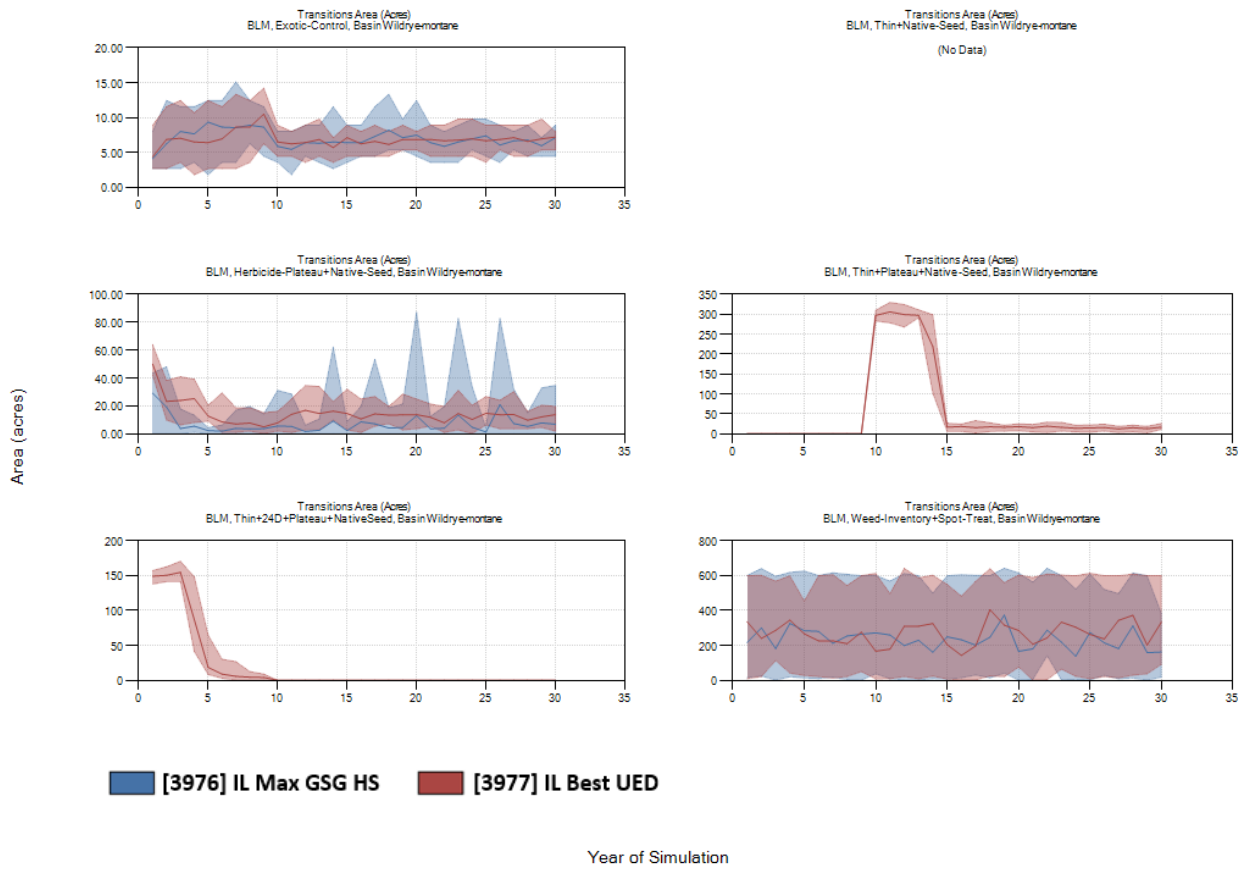 Transitions Area (Acres)
BLM, Exotic-Control, Basin Wildrye-montane
20.00
15.00
10.00
5.00
0.00
0 5 10 15 20 25 30 35
Transitions Area (Acres)
BLM, Thin+Native-Seed, Basin Wildrye-montane
(No Data)
Transitions Area (Acres)
BLM, Herbicide-Plateau+Native-Seed, Basin Wildrye-montane
100.00
80.00
60.00
40.00
20.00
0.00
0 5 10 15 20 25 30 35
Transitions Area (Acres)
BLM, Thin+Plateau+Native-Seed, Basin Wildrye-montane
350
300
250
200
150
100
50
0
0 5 10 15 20 25 30 35
Area (acres)
Transitions Area (Acres)
BLM, Thin+24D+Plateau+NativeSeed, Basin Wildrye-montane
200
150
100
50
0
0 5 10 15 20 25 30 35
Transitions Area (Acres)
BLM, Weed-Inventory+Spot-Treat, Basin Wildrye-montane
800
600
400
200
0
0 5 10 15 20 25 30 35
[3976] IL Max GSG HS [3977] IL Best UED
Year of Simulation